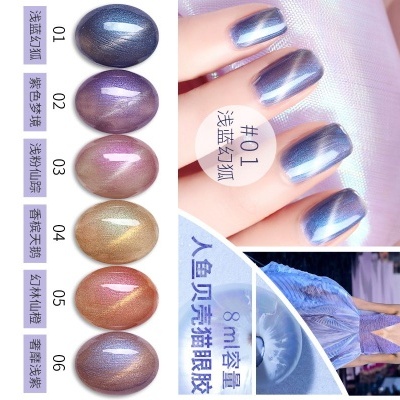 01
浅蓝幻狐
02
紫色梦境
03
浅粉仙踪
04
香槟天鹅
05
幻林仙橙
06
奢靡浅紫
#01
浅蓝幻狐
人鱼贝壳猫眼胶
8ml容量